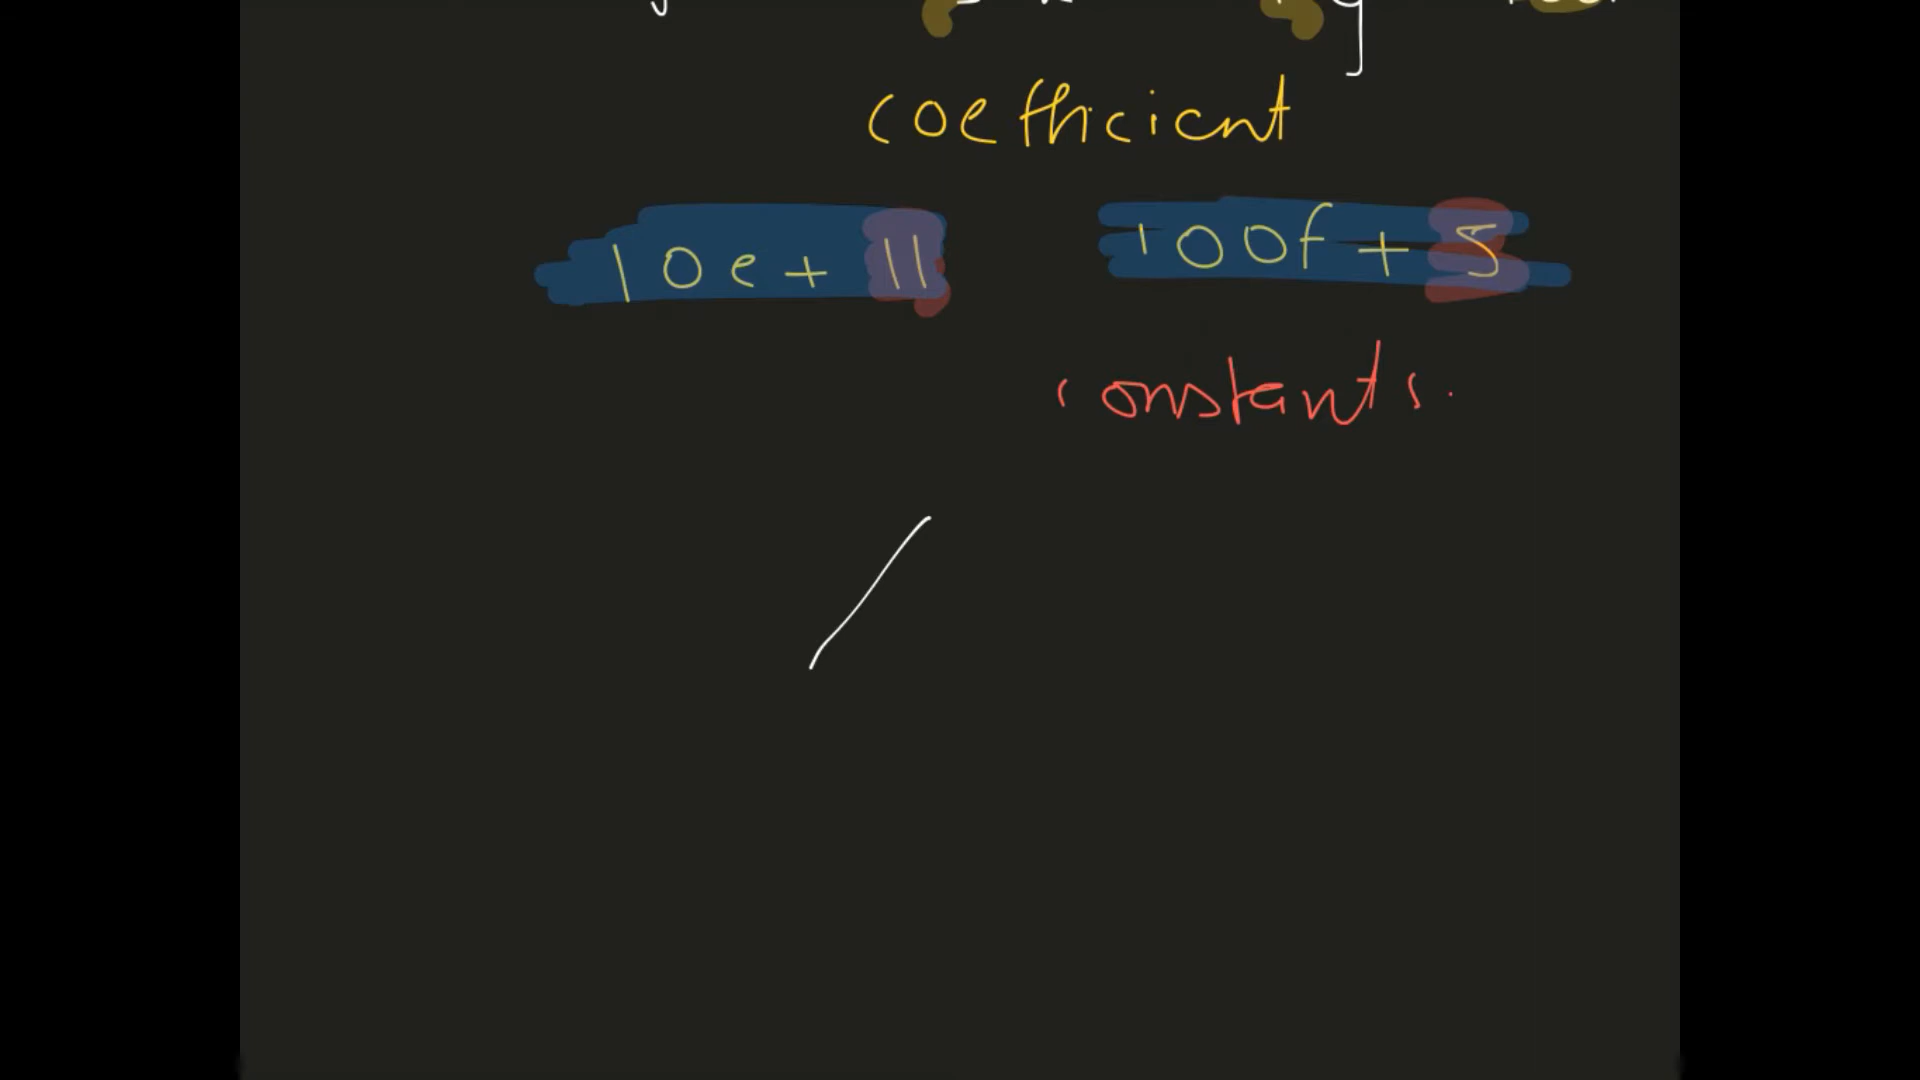 coefficient
10e + 11 100f + 5
constants.